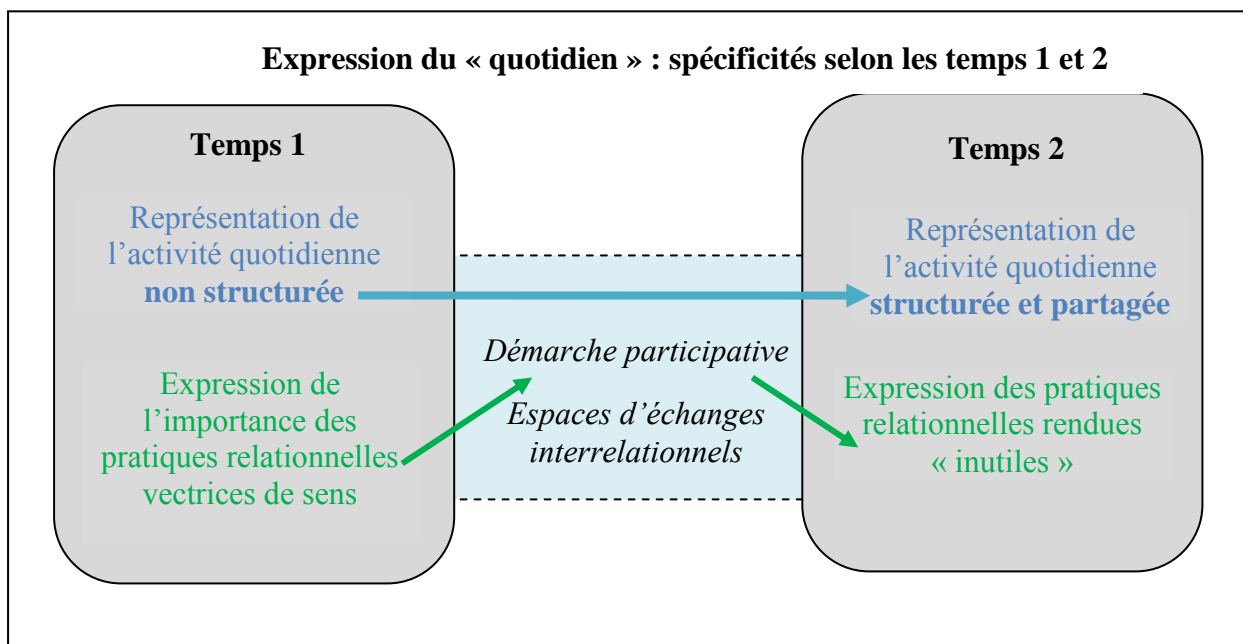 Expression du « quotidien » : spécificités selon les temps 1 et 2
Temps 1
Représentation de
l’activité quotidienne
non structurée
Expression de
l’importance des
pratiques relationnelles
vectrices de sens
Démarche participative
Espaces d’échanges
interrelationnels
Temps 2
Représentation de
l’activité quotidienne
structurée et partagée
Expression des pratiques
relationnelles rendues
« inutiles »